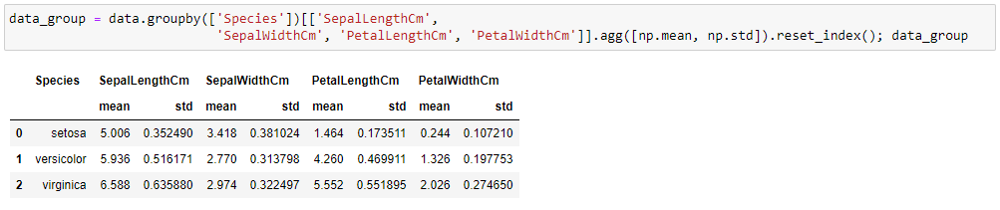 data_group = data.groupby(['Species'])[['SepalLengthCm',
'SepalWidthCm', 'PetalLengthCm', 'PetalWidthCm']].agg([np.mean, np.std]).reset_index(); data_group
Species SepalLengthCm SepalWidthCm PetalLengthCm PetalWidthCm
mean std mean std mean std mean std
0 setosa 5.006 0.352490 3.418 0.381024 1.464 0.173511 0.244 0.107210
1 versicolor 5.936 0.516171 2.770 0.313798 4.260 0.469911 1.326 0.197753
2 virginica 6.588 0.635880 2.974 0.322497 5.552 0.551895 2.026 0.274650